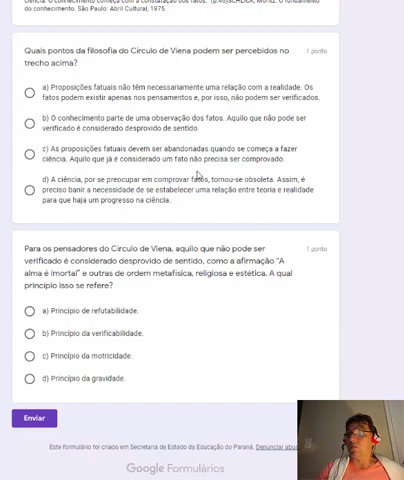 ciência. O conhecimento começa com a constatação dos fatos. (p.46)SCHLICK, Moritz. O fundamento
do conhecimento. São Paulo: Abril Cultural, 1975.
Quais pontos da filosofia do Círculo de Viena podem ser percebidos no
trecho acima?
1 ponto
a) Proposições fatuais não têm necessariamente uma relação com a realidade. Os
fatos podem existir apenas nos pensamentos e, por isso, não podem ser verificados.
b) O conhecimento parte de uma observação dos fatos. Aquilo que não pode ser
verificado é considerado desprovido de sentido.
c) As proposições fatuais devem ser abandonadas quando se começa a fazer
ciência. Aquilo que já é considerado um fato não precisa ser comprovado.
d) A ciência, por se preocupar em comprovar fatos, tornou-se obsoleta. Assim, é
preciso banir a necessidade de se estabelecer uma relação entre teoria e realidade
para que haja um progresso na ciência.
Para os pensadores do Círculo de Viena, aquilo que não pode ser
verificado é considerado desprovido de sentido, como a afirmação "A
alma é imortal" e outras de ordem metafísica, religiosa e estética. A qual
princípio isso se refere?
1 ponto
a) Princípio de refutabilidade.
b) Princípio da verificabilidade.
c) Princípio da motricidade.
d) Princípio da gravidade.
Enviar
Este formulário foi criado em Secretaria de Estado da Educação do Paraná. Denunciar abu
Google Formulários